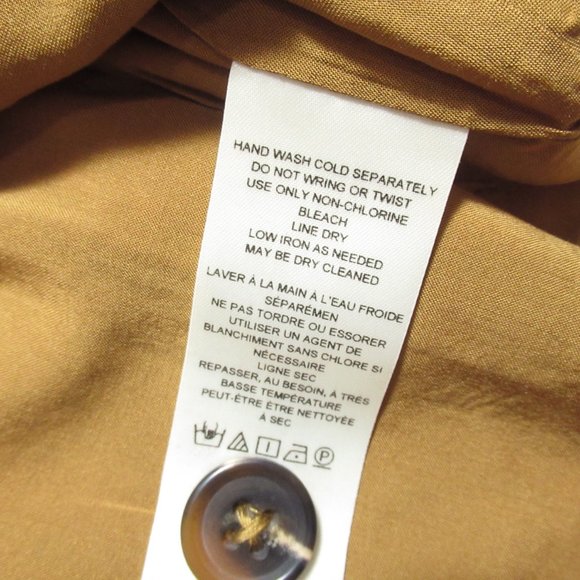 HAND WASH COLD SEPARATELY
DO NOT WRING OR TWIST
USE ONLY NON-CHLORINE
BLEACH
LINE DRY
LOW IRON AS NEEDED
MAY BE DRY CLEANED
LAVER À LA MAIN À L'EAU FROIDE
SÉPARÉMEN
NE PAS TORDRE OU ESSORER
UTILISER UN AGENT DE
BLANCHIMENT SANS CHLORE SI
NÉCESSAIRE
LIGNE SEC
REPASSER, AU BESOIN, À TRÈS
BASSE TEMPÉRATURE
PEUT-ÊTRE ÊTRE NETTOYÉE
À SEC
P